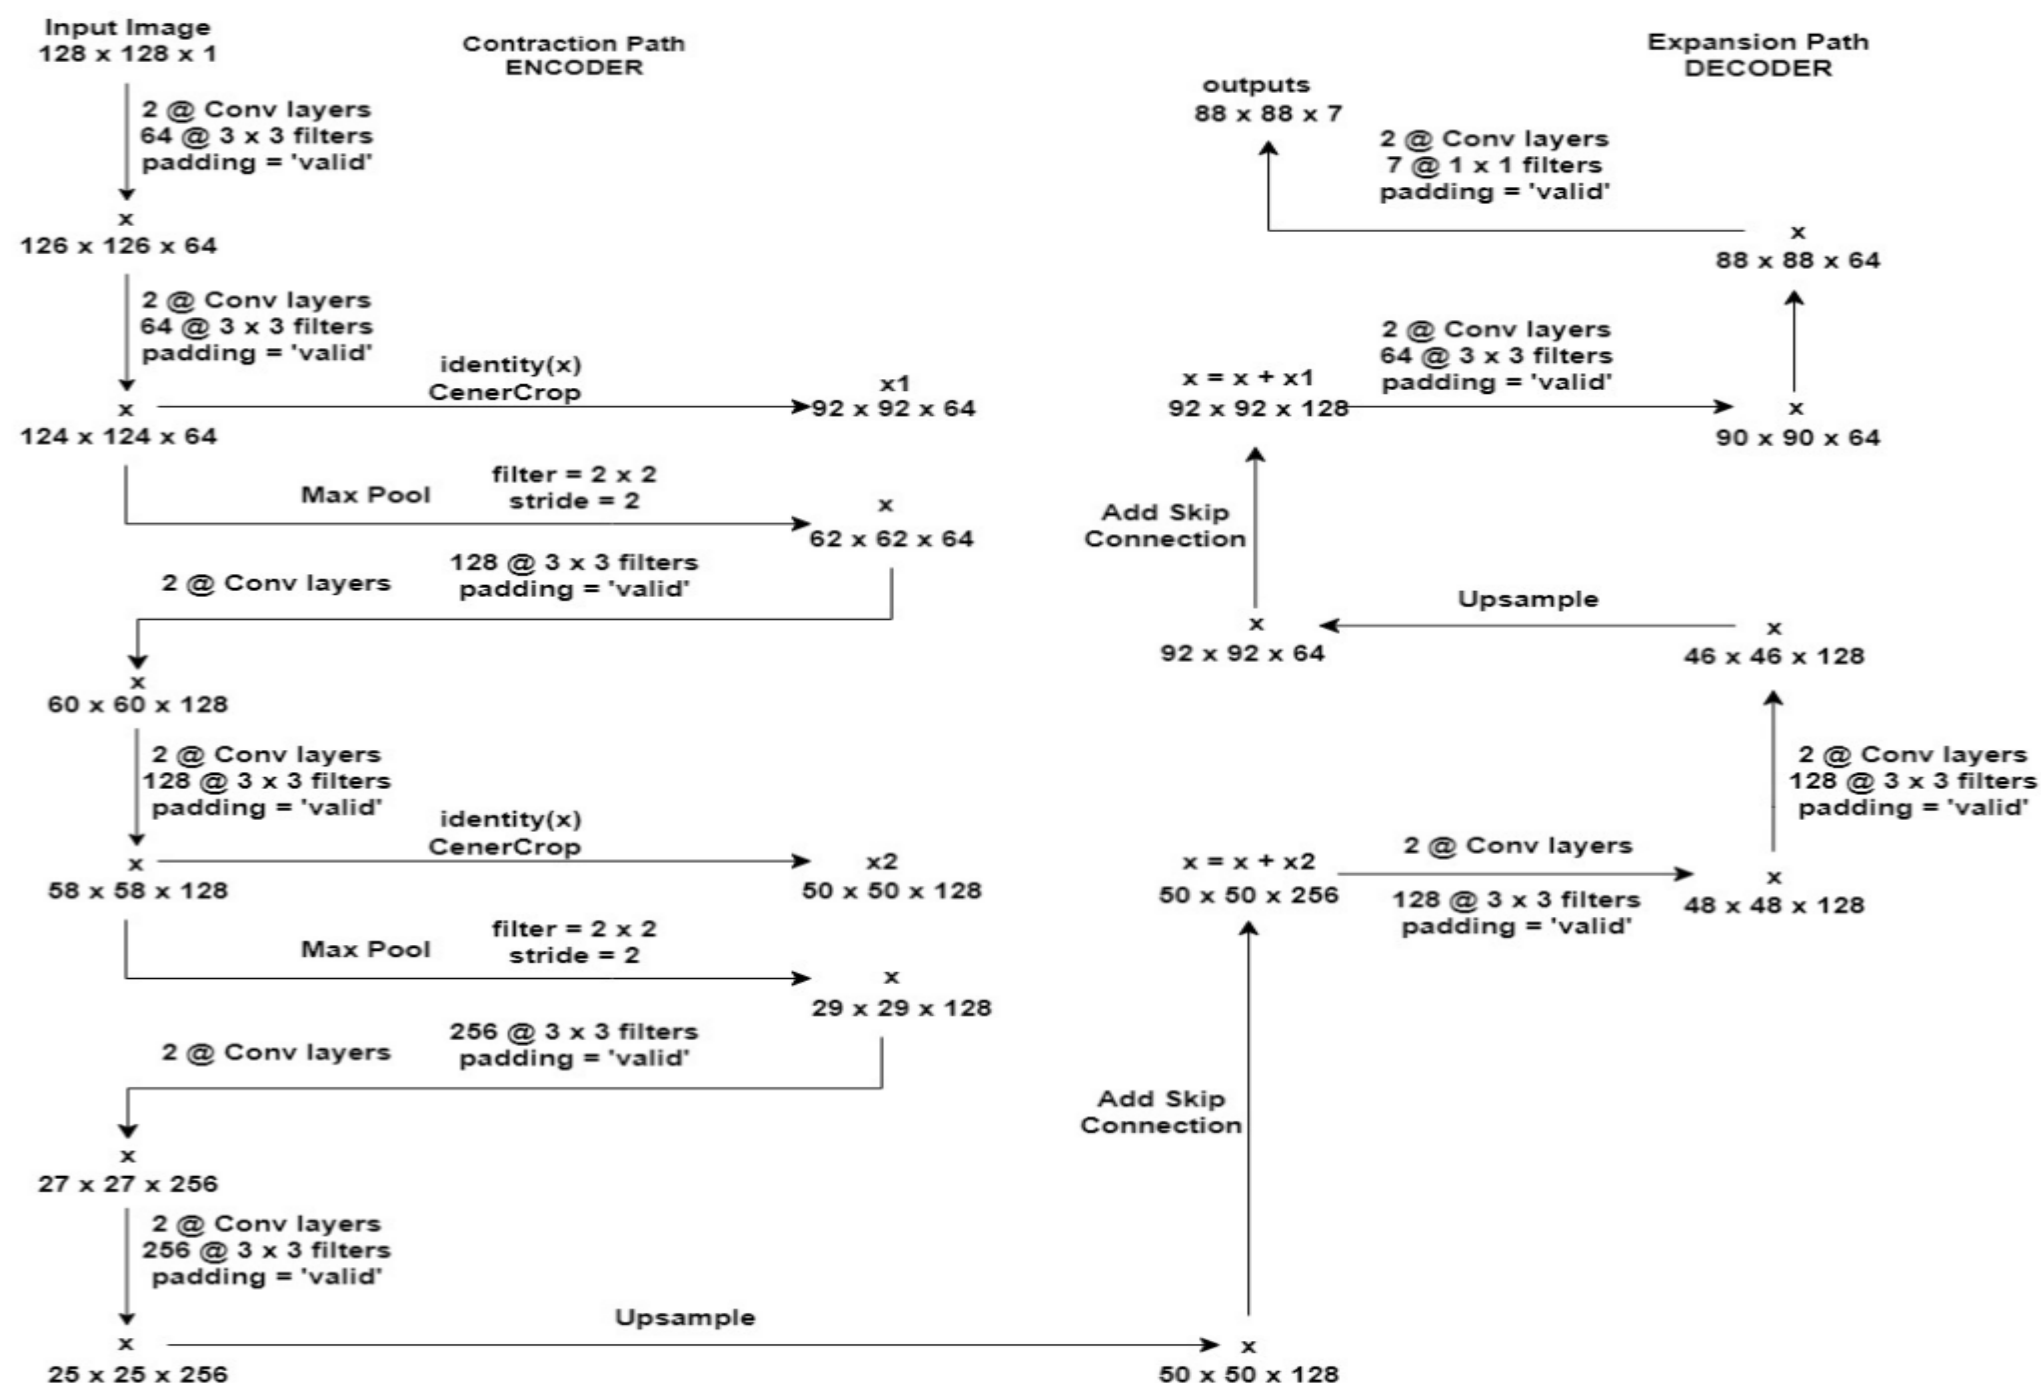 Input Image
128 x 128 x 1
Contraction Path
ENCODER
2 @ Conv layers
64 @ 3 x 3 filters
padding = 'valid'
x
126 x 126 x 64
2 @ Conv layers
64 @ 3 x 3 filters
padding = 'valid'
x
124 x 124 x 64
identity(x)
CenerCrop
x1
92 x 92 x 64
Max Pool
filter = 2 x 2
stride = 2
x
62 x 62 x 64
2 @ Conv layers
128 @ 3 x 3 filters
padding = 'valid'
x
60 x 60 x 128
2 @ Conv layers
128 @ 3 x 3 filters
padding = 'valid'
x
58 x 58 x 128
identity(x)
CenerCrop
x2
50 x 50 x 128
Max Pool
filter = 2 x 2
stride = 2
x
29 x 29 x 128
2 @ Conv layers
256 @ 3 x 3 filters
padding = 'valid'
x
27 x 27 x 256
2 @ Conv layers
256 @ 3 x 3 filters
padding = 'valid'
x
25 x 25 x 256
Upsample
x
50 x 50 x 128
Add Skip
Connection
x = x + x2
50 x 50 x 256
2 @ Conv layers
128 @ 3 x 3 filters
padding = 'valid'
x
48 x 48 x 128
2 @ Conv layers
128 @ 3 x 3 filters
padding = 'valid'
x
46 x 46 x 128
Upsample
x
92 x 92 x 64
Add Skip
Connection
x = x + x1
92 x 92 x 128
2 @ Conv layers
64 @ 3 x 3 filters
padding = 'valid'
x
90 x 90 x 64
x
88 x 88 x 64
2 @ Conv layers
7 @ 1 x 1 filters
padding = 'valid'
outputs
88 x 88 x 7
Expansion Path
DECODER